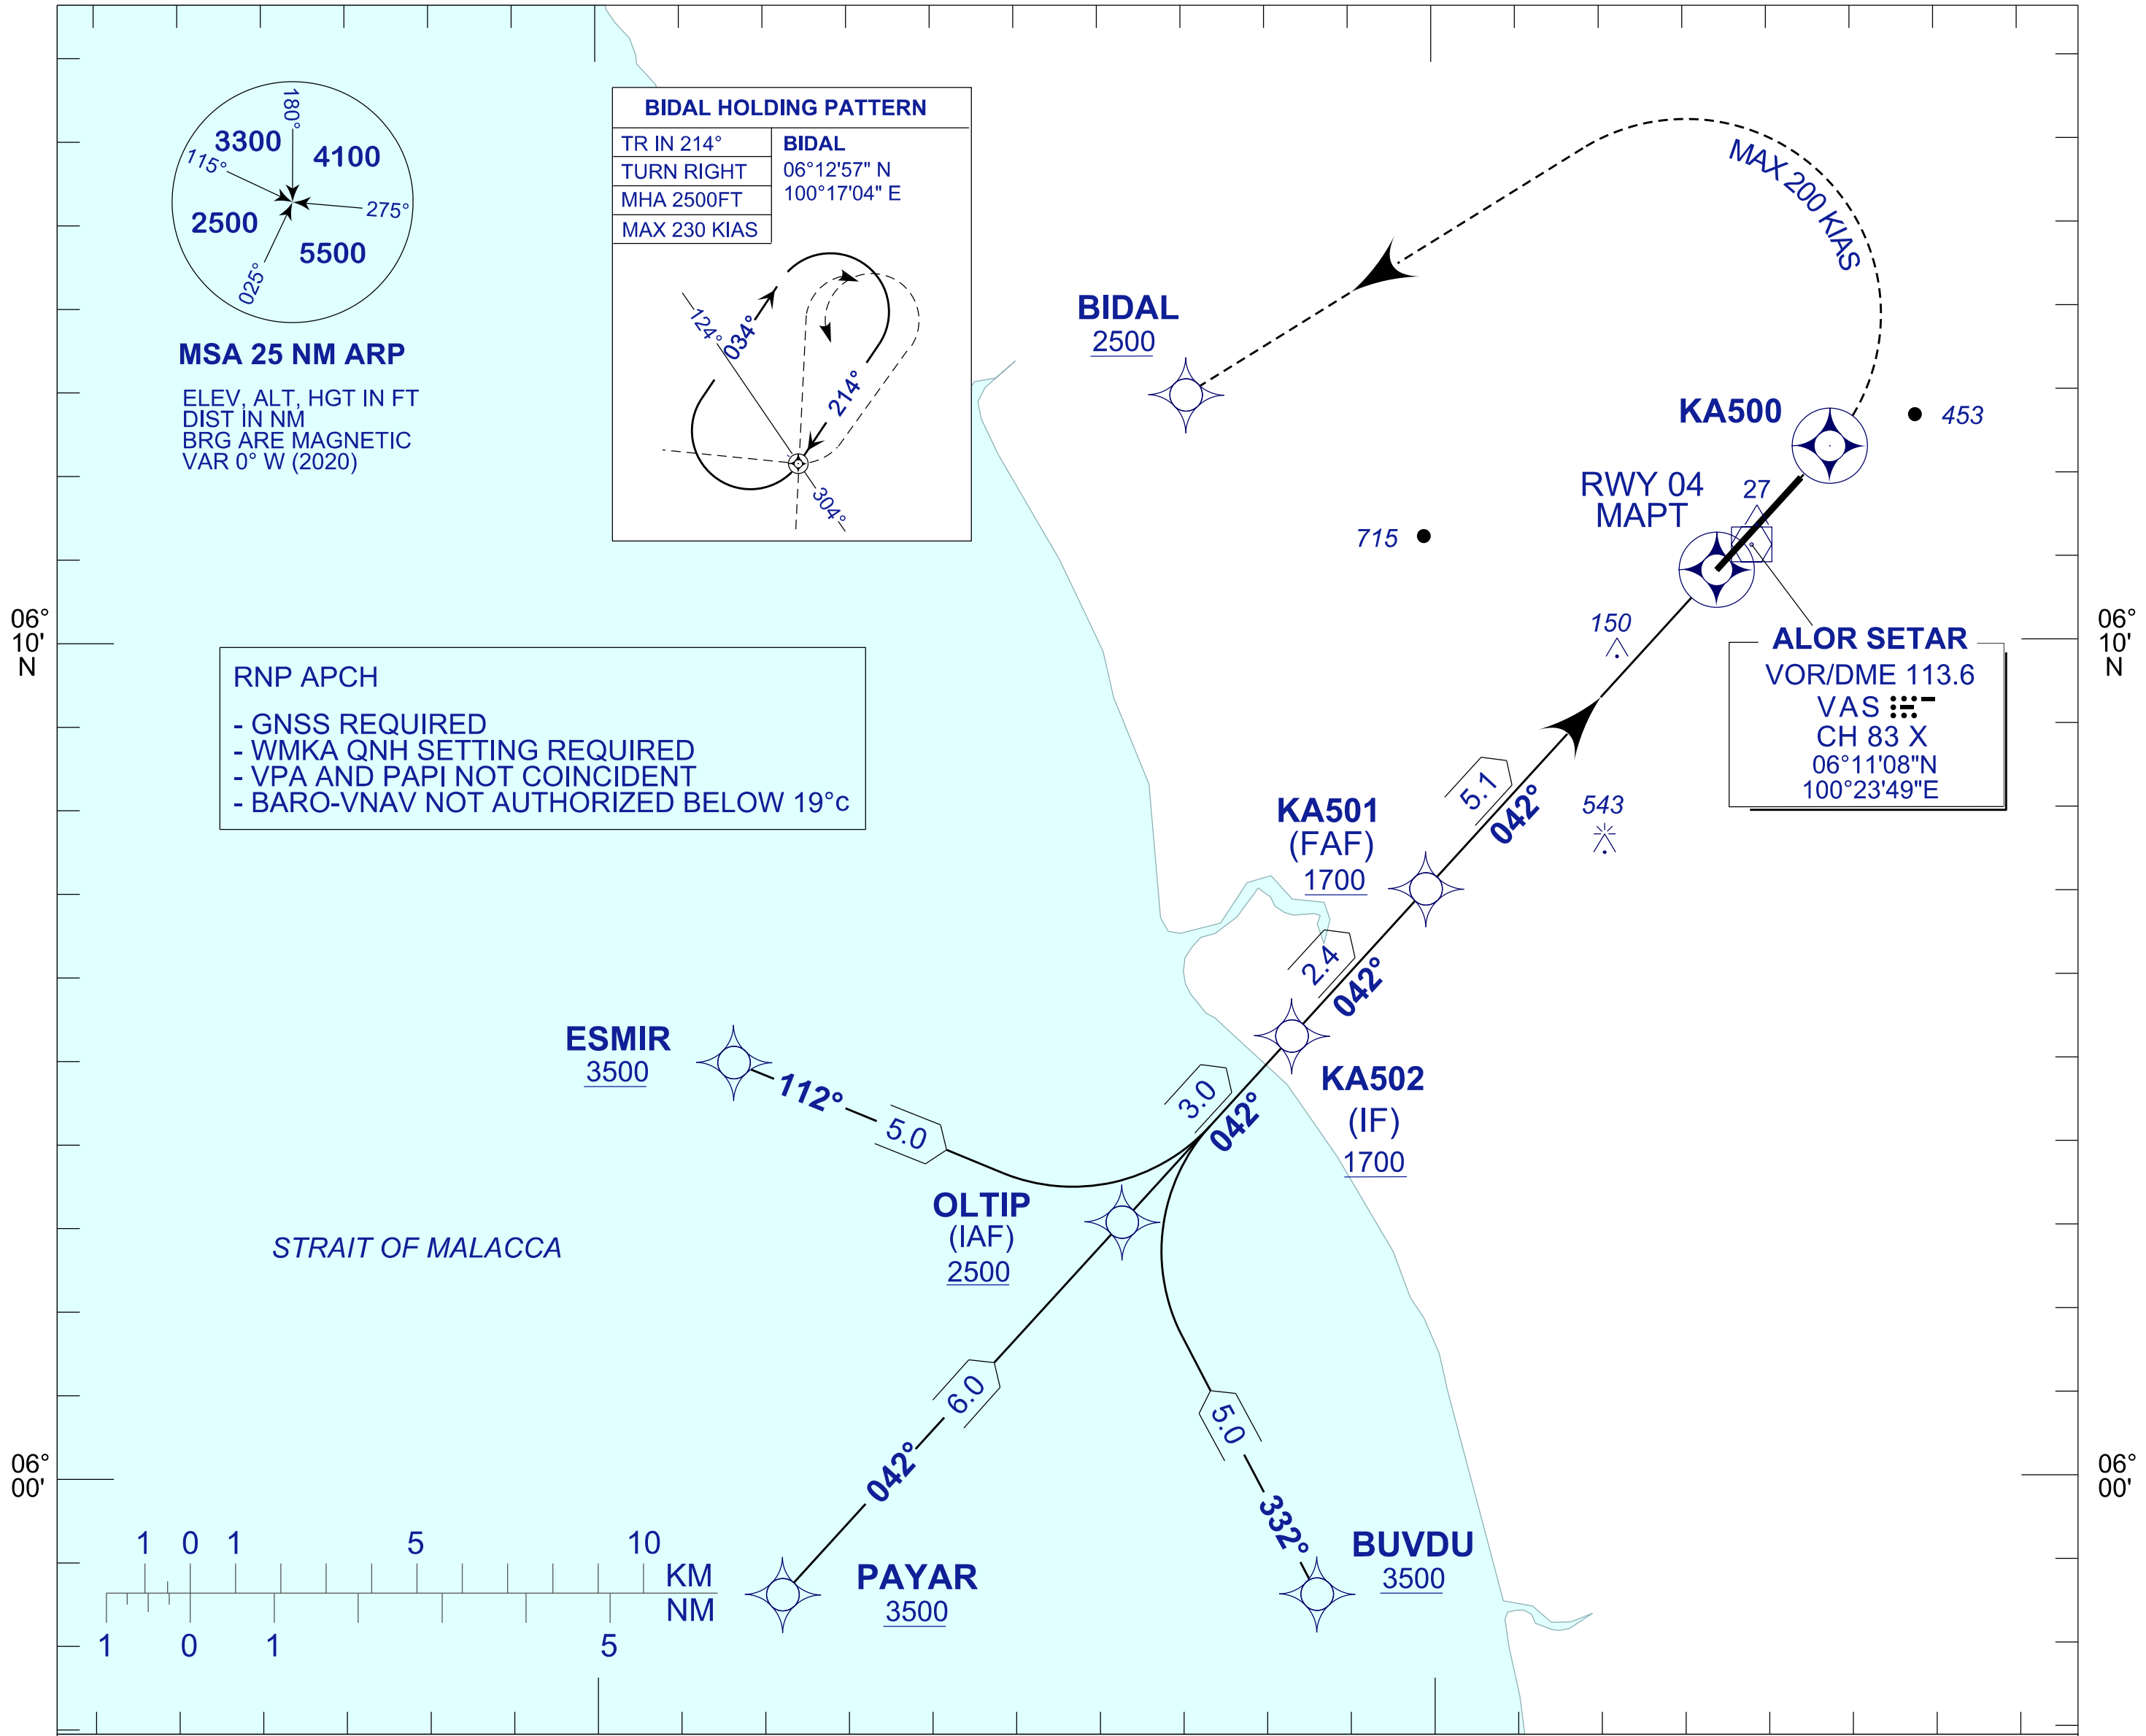 180°
3300
4100
115°
275°
2500
5500
025°
MSA 25 NM ARP
ELEV, ALT, HGT IN FT
DIST IN NM
BRG ARE MAGNETIC
VAR 0° W (2020)
BIDAL HOLDING PATTERN
TR IN 214°
TURN RIGHT
MHA 2500FT
MAX 230 KIAS
BIDAL
06°12'57" N
100°17'04" E
124°
034°
214°
304°
MAX 200 KIAS
BIDAL
2500
KA500
453
RWY 04
MAPT
27
715
150
06°
10'
N
06°
10'
N
ALOR SETAR
VOR/DME 113.6
VAS
CH 83 X
06°11'08"N
100°23'49"E
RNP APCH
- GNSS REQUIRED
- WMKA QNH SETTING REQUIRED
- VPA AND PAPI NOT COINCIDENT
- BARO-VNAV NOT AUTHORIZED BELOW 19°c
5.1
042°
543
KA501
(FAF)
1700
2.4
042°
ESMIR
3500
112°
5.0
3.0
042°
KA502
(IF)
1700
OLTIP
(IAF)
2500
STRAIT OF MALACCA
6.0
042°
5.0
332°
06°
00'
06°
00'
PAYAR
3500
BUVDU
3500
1 0 1 5 10
KM
NM
1 0 1 5